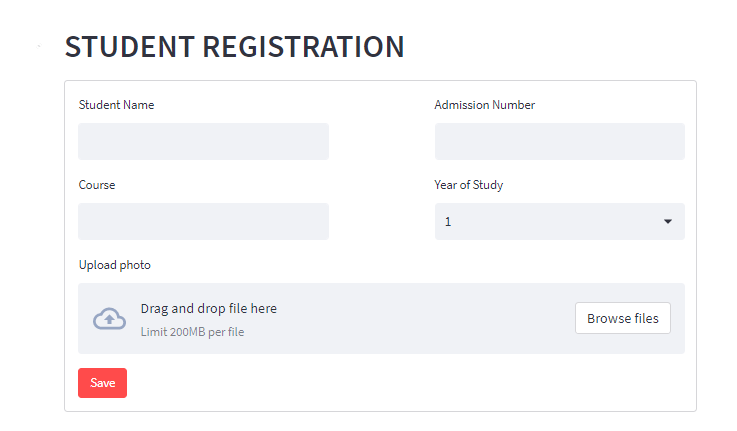 STUDENT REGISTRATION
Student Name
Admission Number
Course
Year of Study
1
Upload photo
Drag and drop file here
Limit 200MB per file
Browse files
Save